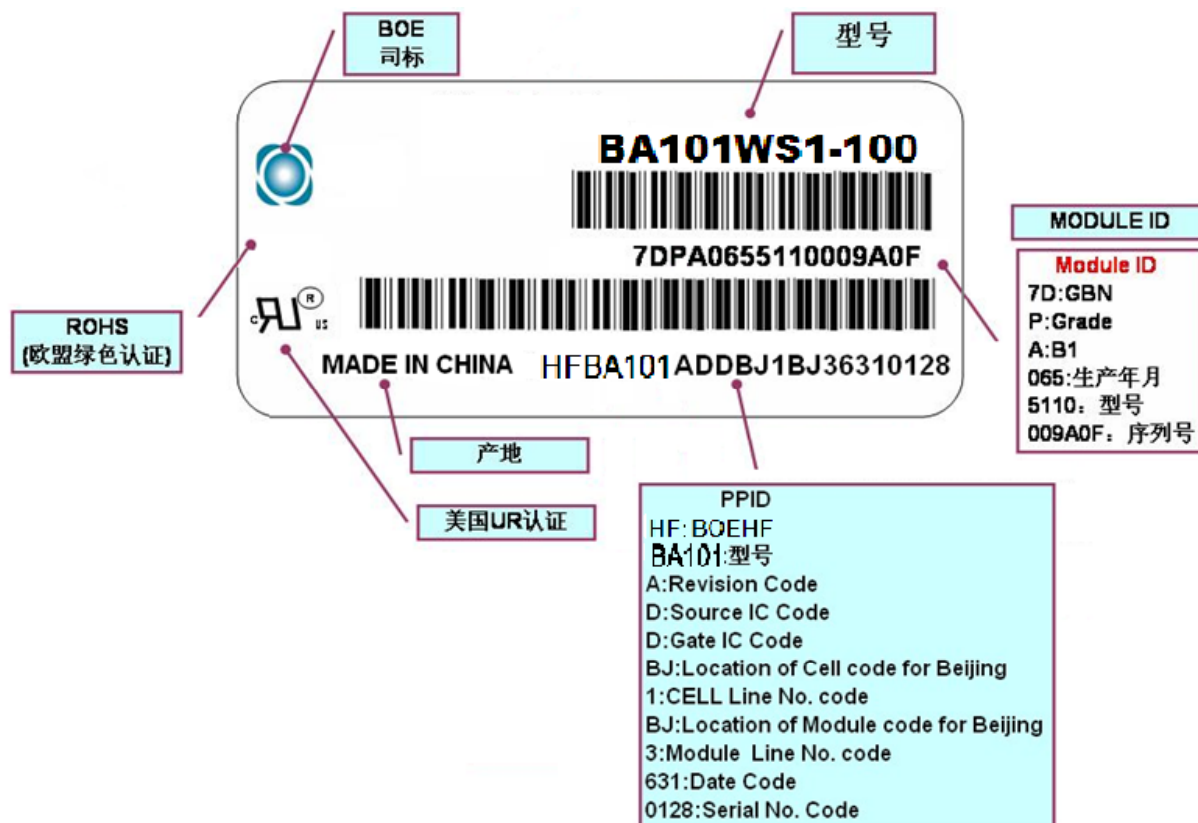 BOE
司标
型号
BA101WS1-100
7DPA0655110009A0F
MODULE ID
Module ID
7D:GBN
P:Grade
A:B1
065:生产年月
5110：型号
009A0F：序列号
ROHS
(欧盟绿色认证)
c R US
MADE IN CHINA
HFBA101ADDBJ1BJ36310128
产地
美国UR认证
PPID
HF:BOEHF
BA101:型号
A:Revision Code
D:Source IC Code
D:Gate IC Code
BJ:Location of Cell code for Beijing
1:CELL Line No. code
BJ:Location of Module code for Beijing
3:Module Line No. code
631:Date Code
0128:Serial No. Code